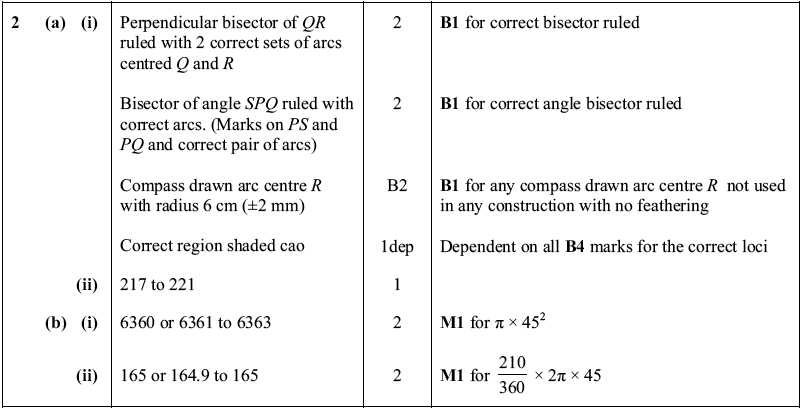 2 (a) (i) Perpendicular bisector of QR 2 B1 for correct bisector ruled
ruled with 2 correct sets of arcs
centred Q and R
Bisector of angle SPQ ruled with 2 B1 for correct angle bisector ruled
correct arcs. (Marks on PS and
PQ and correct pair of arcs)
Compass drawn arc centre R B2 B1 for any compass drawn arc centre R not used
with radius 6 cm (±2 mm) in any construction with no feathering
Correct region shaded cao 1dep Dependent on all B4 marks for the correct loci
(ii) 217 to 221 1
(b) (i) 6360 or 6361 to 6363 2 M1 for π × 45²
(ii) 165 or 164.9 to 165 2 M1 for 210/360 × 2π × 45